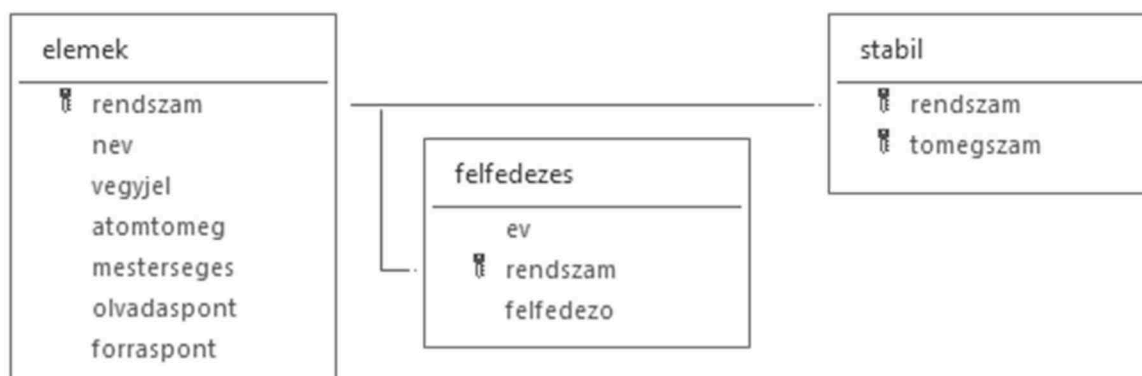 elemek
rendszam
nev
vegyjel
atomtomeg
mesterseges
olvadaspont
forraspont
felfedezes
ev
rendszam
felfedezo
stabil
rendszam
tomegszam